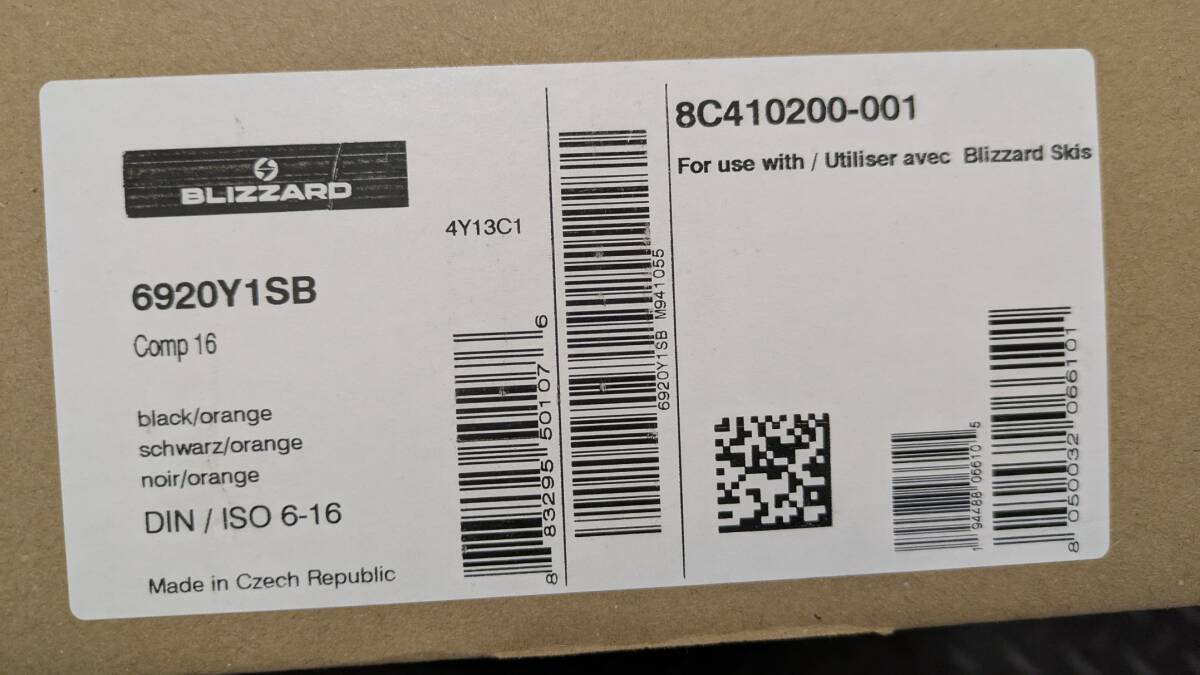 BLIZZARD
4Y13C1
6920Y1SB
Comp 16
black/orange
schwarz/orange
noir/orange
DIN / ISO 6-16
Made in Czech Republic
8 83295 50107 6
6920Y1SB M941055
8C410200-001
For use with / Utiliser avec Blizzard Skis
1 94488 06610 5
8 050032 066101